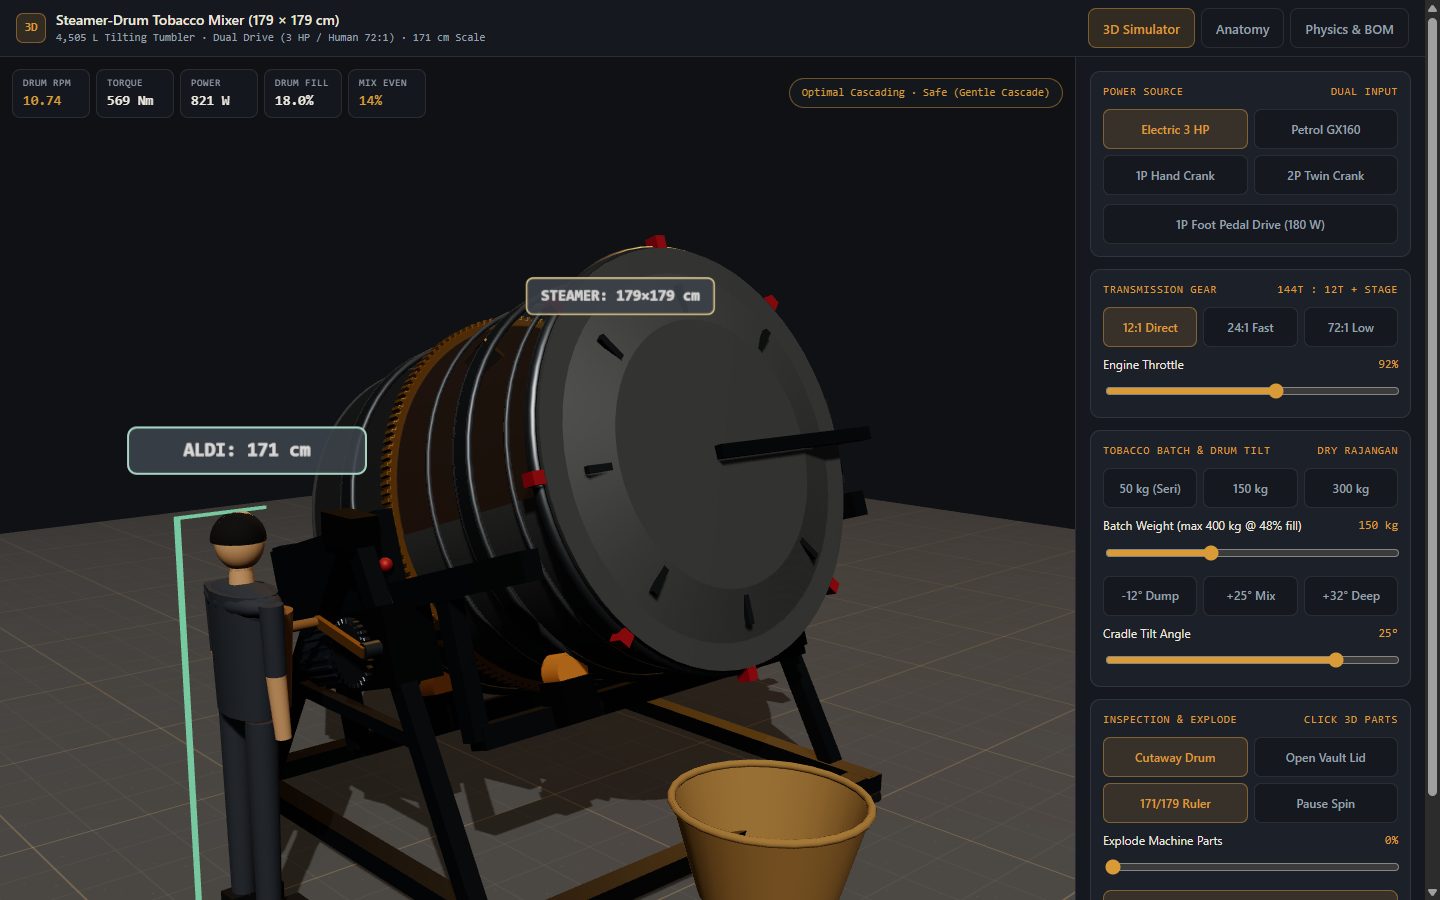 3D
Steamer-Drum Tobacco Mixer (179 × 179 cm)
4,505 L Tilting Tumbler · Dual Drive (3 HP / Human 72:1) · 171 cm Scale
3D Simulator
Anatomy
Physics & BOM
DRUM RPM
10.74
TORQUE
569 Nm
POWER
821 W
DRUM FILL
18.0%
MIX EVEN
14%
Optimal Cascading · Safe (Gentle Cascade)
STEAMER: 179×179 cm
ALDI: 171 cm
POWER SOURCE
DUAL INPUT
Electric 3 HP
Petrol GX160
1P Hand Crank
2P Twin Crank
1P Foot Pedal Drive (180 W)
TRANSMISSION GEAR
144T : 12T + STAGE
12:1 Direct
24:1 Fast
72:1 Low
Engine Throttle
92%
TOBACCO BATCH & DRUM TILT
DRY RAJANGAN
50 kg (Seri)
150 kg
300 kg
Batch Weight (max 400 kg @ 48% fill)
150 kg
-12° Dump
+25° Mix
+32° Deep
Cradle Tilt Angle
25°
INSPECTION & EXPLODE
CLICK 3D PARTS
Cutaway Drum
Open Vault Lid
171/179 Ruler
Pause Spin
Explode Machine Parts
0%